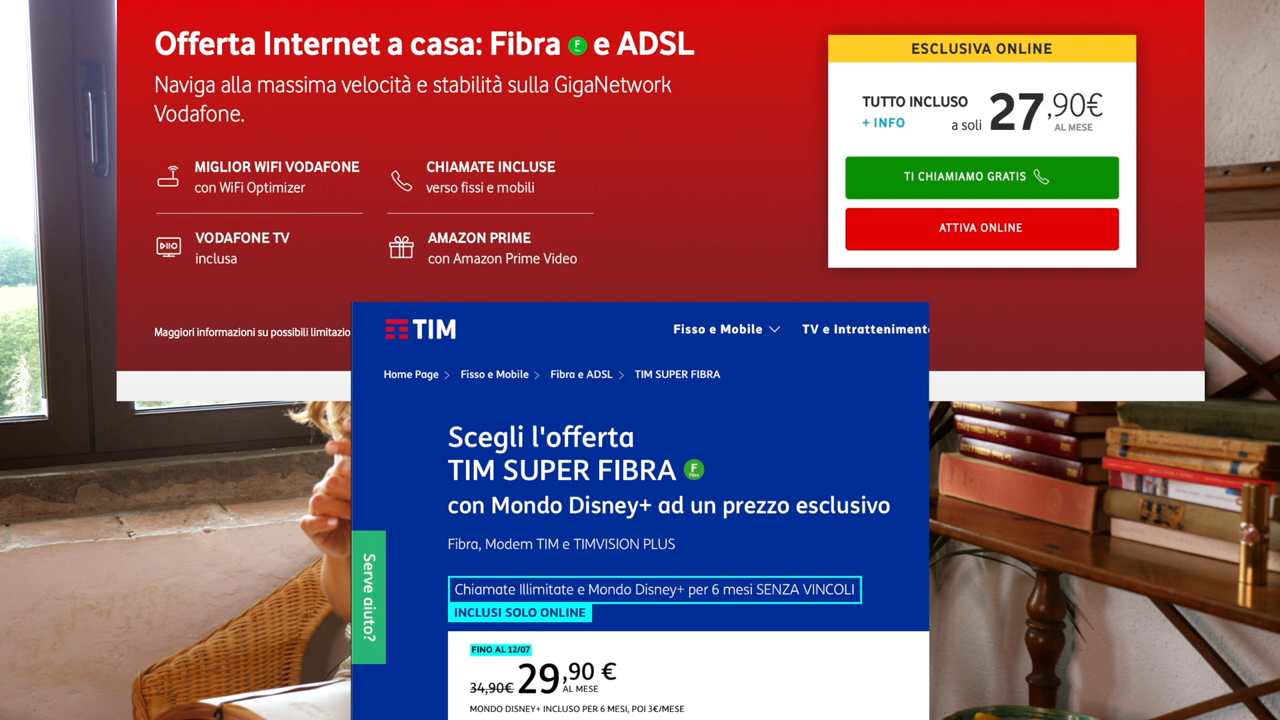 Offerta Internet a casa: Fibra F e ADSL
Naviga alla massima velocità e stabilità sulla GigaNetwork
Vodafone.
MIGLIOR WIFI VODAFONE
con WiFi Optimizer
CHIAMATE INCLUSE
verso fissi e mobili
VODAFONE TV
inclusa
AMAZON PRIME
con Amazon Prime Video
Maggiori informazioni su possibili limitazio
ESCLUSIVA ONLINE
TUTTO INCLUSO
+ INFO
a soli 27,90€
AL MESE
TI CHIAMIAMO GRATIS
ATTIVA ONLINE
TIM
Fisso e Mobile
TV e Intrattenimento
Home Page > Fisso e Mobile > Fibra e ADSL > TIM SUPER FIBRA
Scegli l'offerta
TIM SUPER FIBRA F
con Mondo Disney+ ad un prezzo esclusivo
Fibra, Modem TIM e TIMVISION PLUS
Chiamate Illimitate e Mondo Disney+ per 6 mesi SENZA VINCOLI
INCLUSI SOLO ONLINE
Serve aiuto?
FINO AL 12/07
34,90€ 29,90 €
AL MESE
MONDO DISNEY+ INCLUSO PER 6 MESI, POI 3€/MESE